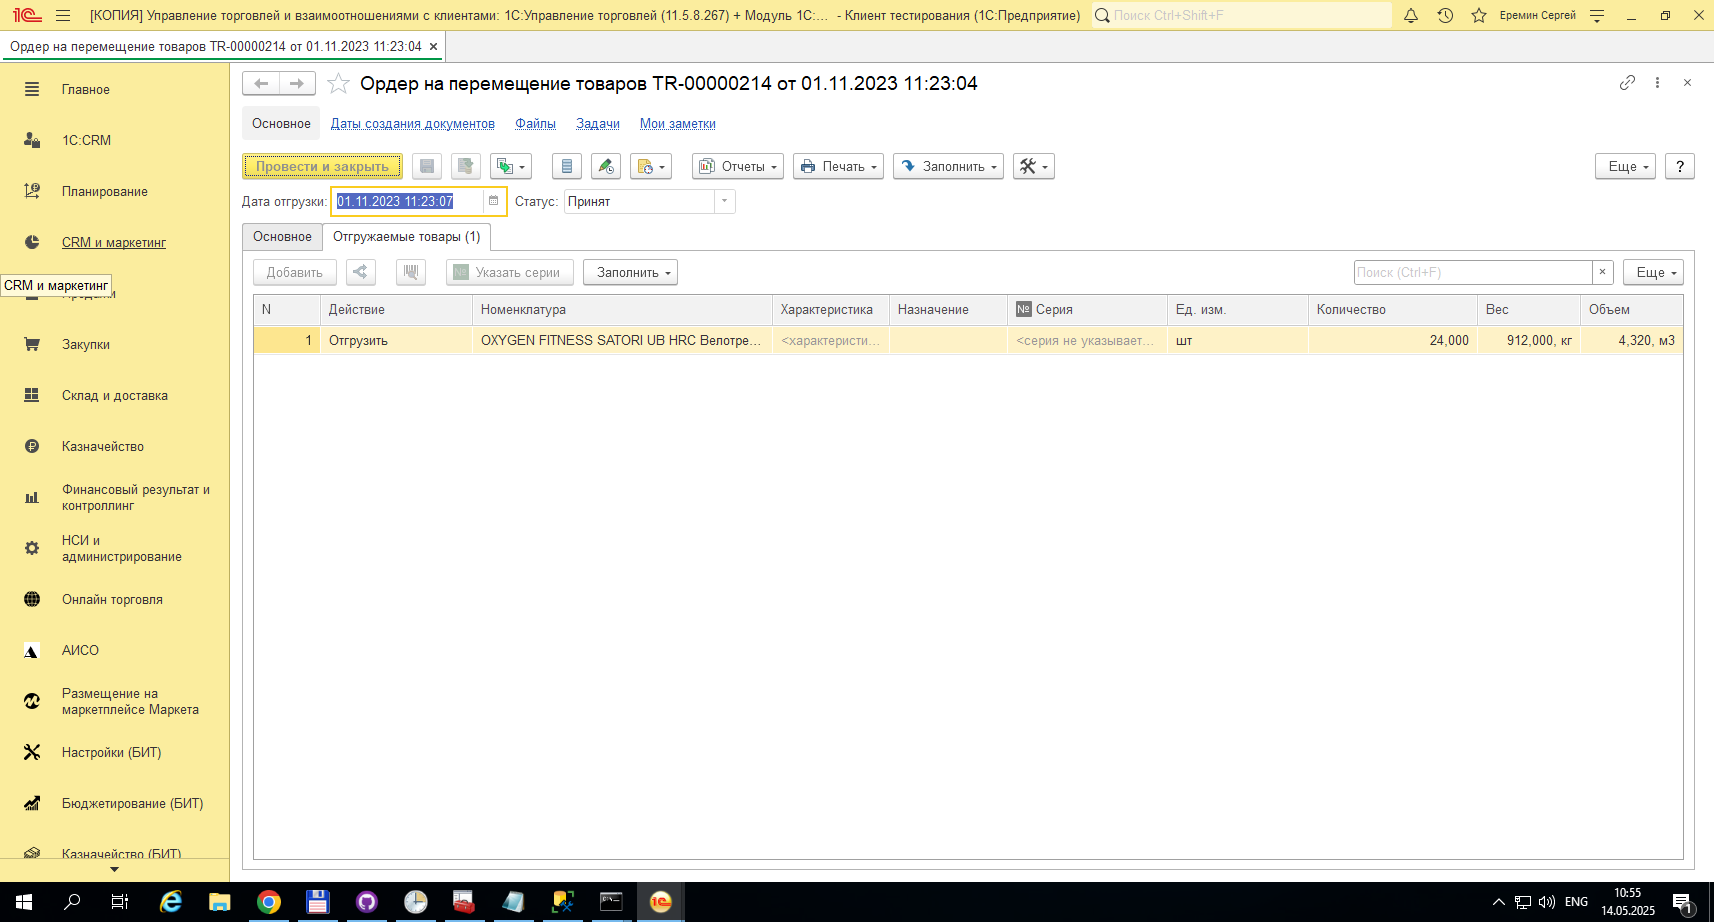 [КОПИЯ] Управление торговлей и взаимоотношениями с клиентами: 1С:Управление торговлей (11.5.8.267) + Модуль 1С:... - Клиент тестирования (1С:Предприятие)
Поиск Ctrl+Shift+F
Еремин Сергей
Ордер на перемещение товаров TR-00000214 от 01.11.2023 11:23:04
Главное
1С:CRM
Планирование
CRM и маркетинг
CRM и маркетинг
Продажи
Закупки
Склад и доставка
Казначейство
Финансовый результат и
контроллинг
НСИ и
администрирование
Онлайн торговля
АИСО
Размещение на
маркетплейсе Маркета
Настройки (БИТ)
Бюджетирование (БИТ)
Казначейство (БИТ)
Ордер на перемещение товаров TR-00000214 от 01.11.2023 11:23:04
Основное Даты создания документов Файлы Задачи Мои заметки
Провести и закрыть Отчеты Печать Заполнить Еще ?
Дата отгрузки: 01.11.2023 11:23:07 Статус: Принят
Основное Отгружаемые товары (1)
Добавить Указать серии Заполнить Поиск (Ctrl+F) × Еще
N Действие Номенклатура Характеристика Назначение № Серия Ед. изм. Количество Вес Объем
1 Отгрузить OXYGEN FITNESS SATORI UB HRC Велотре... <характеристи... <серия не указывает... шт 24,000 912,000, кг 4,320, м3
ENG
10:55
14.05.2025
1